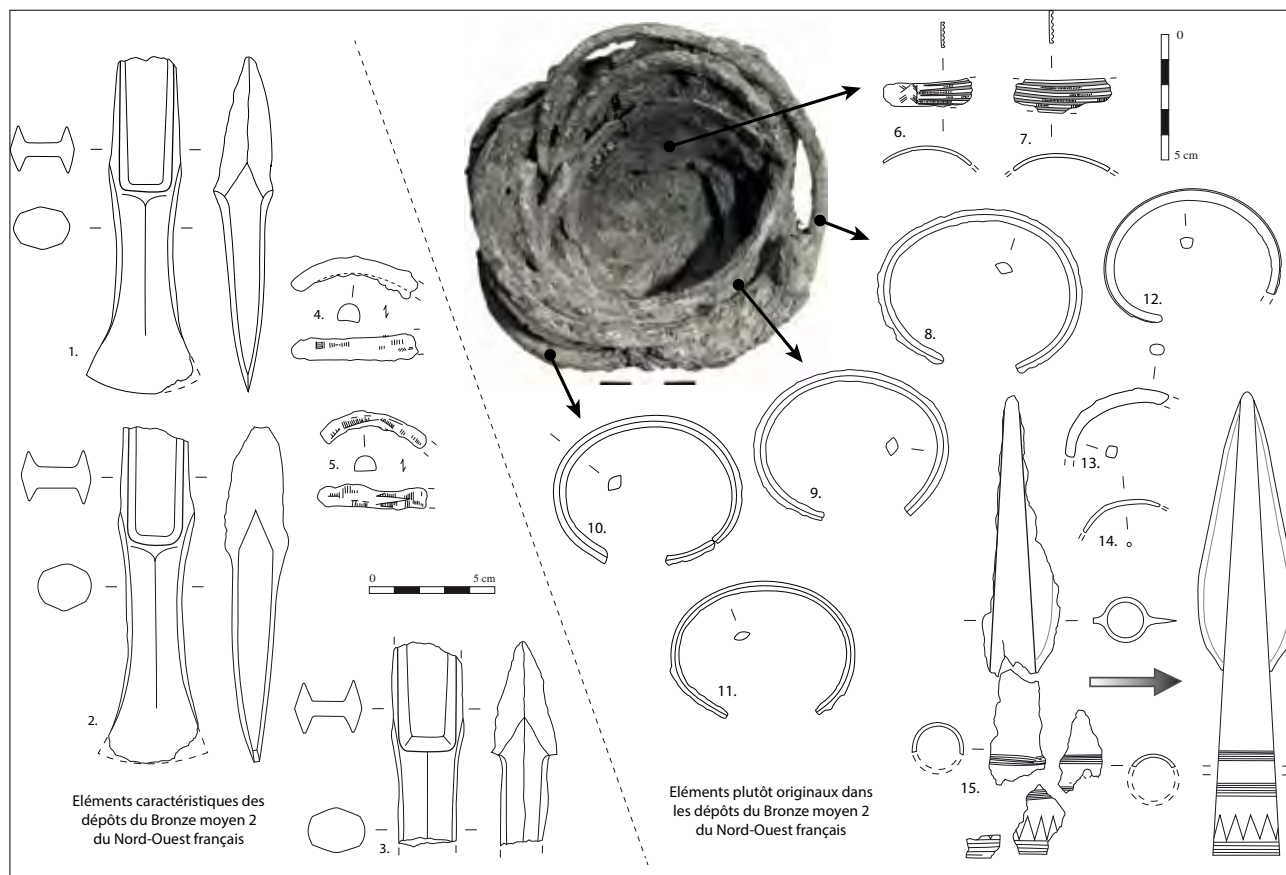 1.
2.
3.
4.
5.
0
5 cm
Eléments caractéristiques des
dépôts du Bronze moyen 2
du Nord-Ouest français
6.
7.
0
5 cm
8.
9.
10.
11.
12.
13.
14.
15.
Eléments plutôt originaux dans
les dépôts du Bronze moyen 2
du Nord-Ouest français